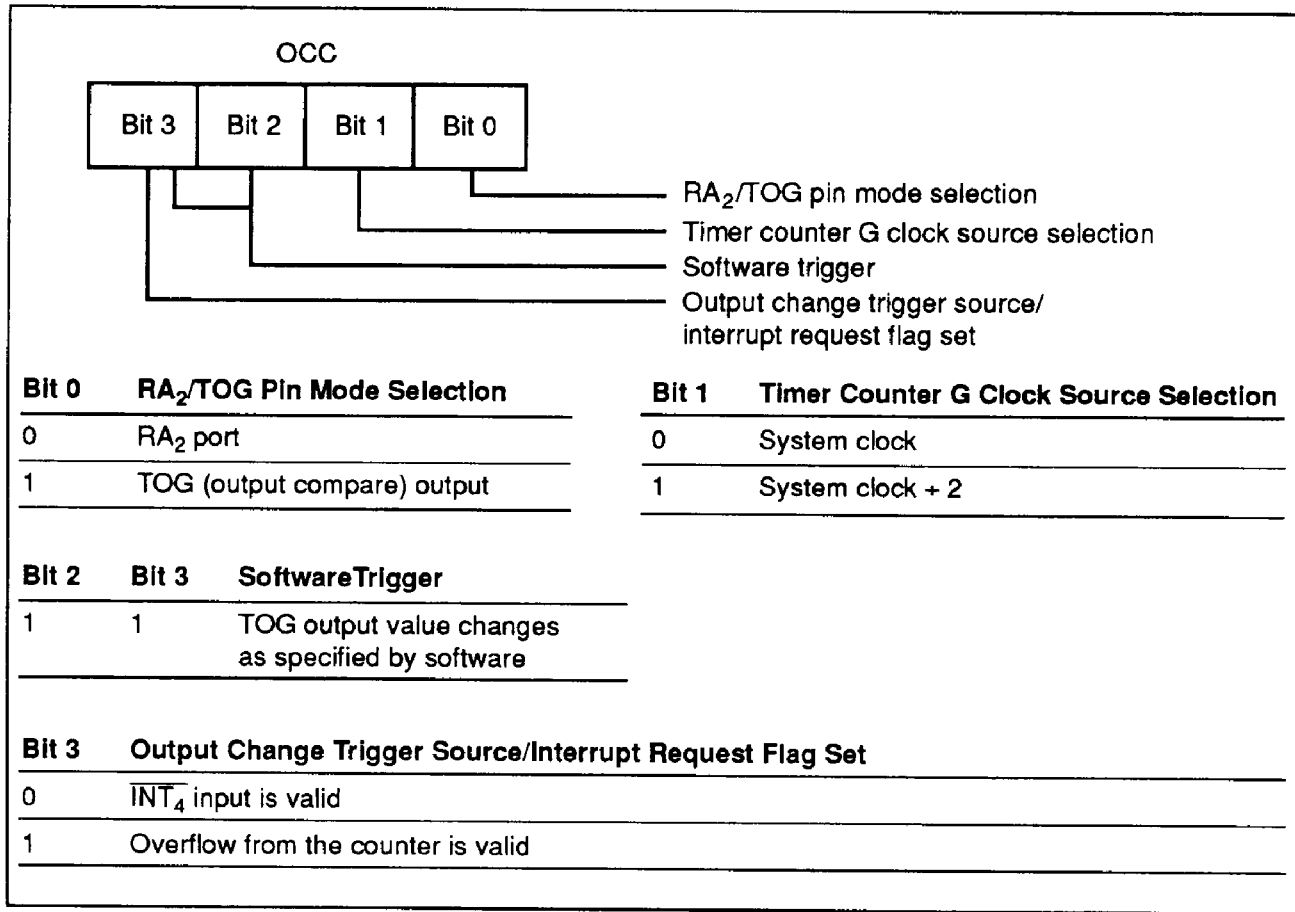 OCC
Bit 3 Bit 2 Bit 1 Bit 0
RA2/TOG pin mode selection
Timer counter G clock source selection
Software trigger
Output change trigger source/
interrupt request flag set
Bit 0 RA2/TOG Pin Mode Selection
0 RA2 port
1 TOG (output compare) output
Bit 1 Timer Counter G Clock Source Selection
0 System clock
1 System clock ÷ 2
Bit 2 Bit 3 SoftwareTrigger
1 1 TOG output value changes
as specified by software
Bit 3 Output Change Trigger Source/Interrupt Request Flag Set
0 INT4 input is valid
1 Overflow from the counter is valid